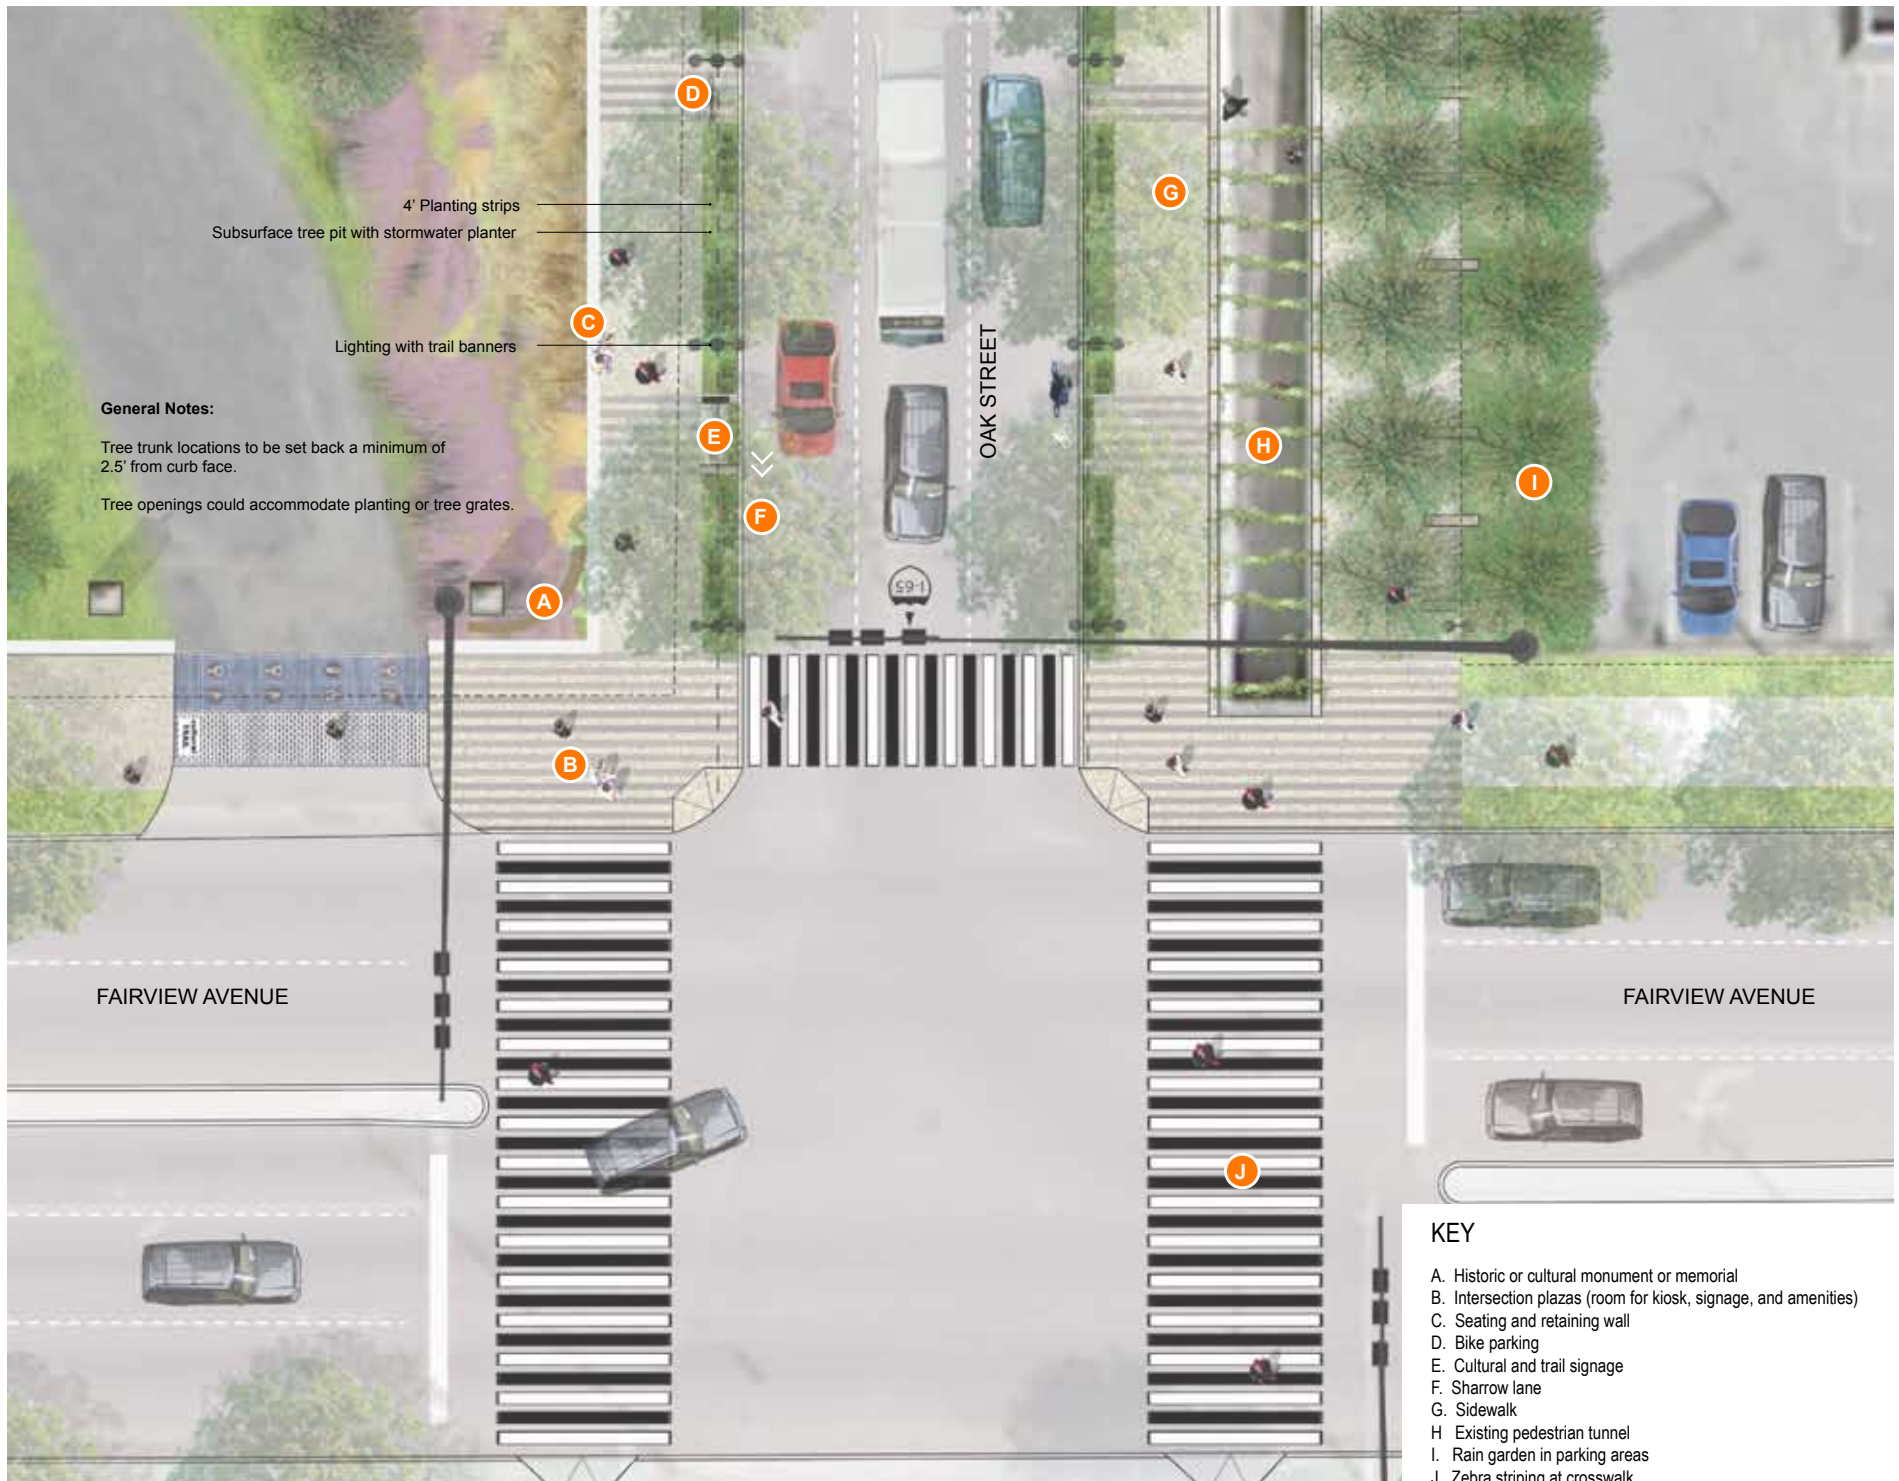 D
4' Planting strips
G
Subsurface tree pit with stormwater planter
C
Lighting with trail banners
OAK STREET
General Notes:
Tree trunk locations to be set back a minimum of
2.5' from curb face.
Tree openings could accommodate planting or tree grates.
E
H
I
F
I-65
A
B
FAIRVIEW AVENUE
FAIRVIEW AVENUE
J
KEY
A. Historic or cultural monument or memorial
B. Intersection plazas (room for kiosk, signage, and amenities)
C. Seating and retaining wall
D. Bike parking
E. Cultural and trail signage
F. Sharrow lane
G. Sidewalk
H Existing pedestrian tunnel
I. Rain garden in parking areas
J. Zebra striping at crosswalk